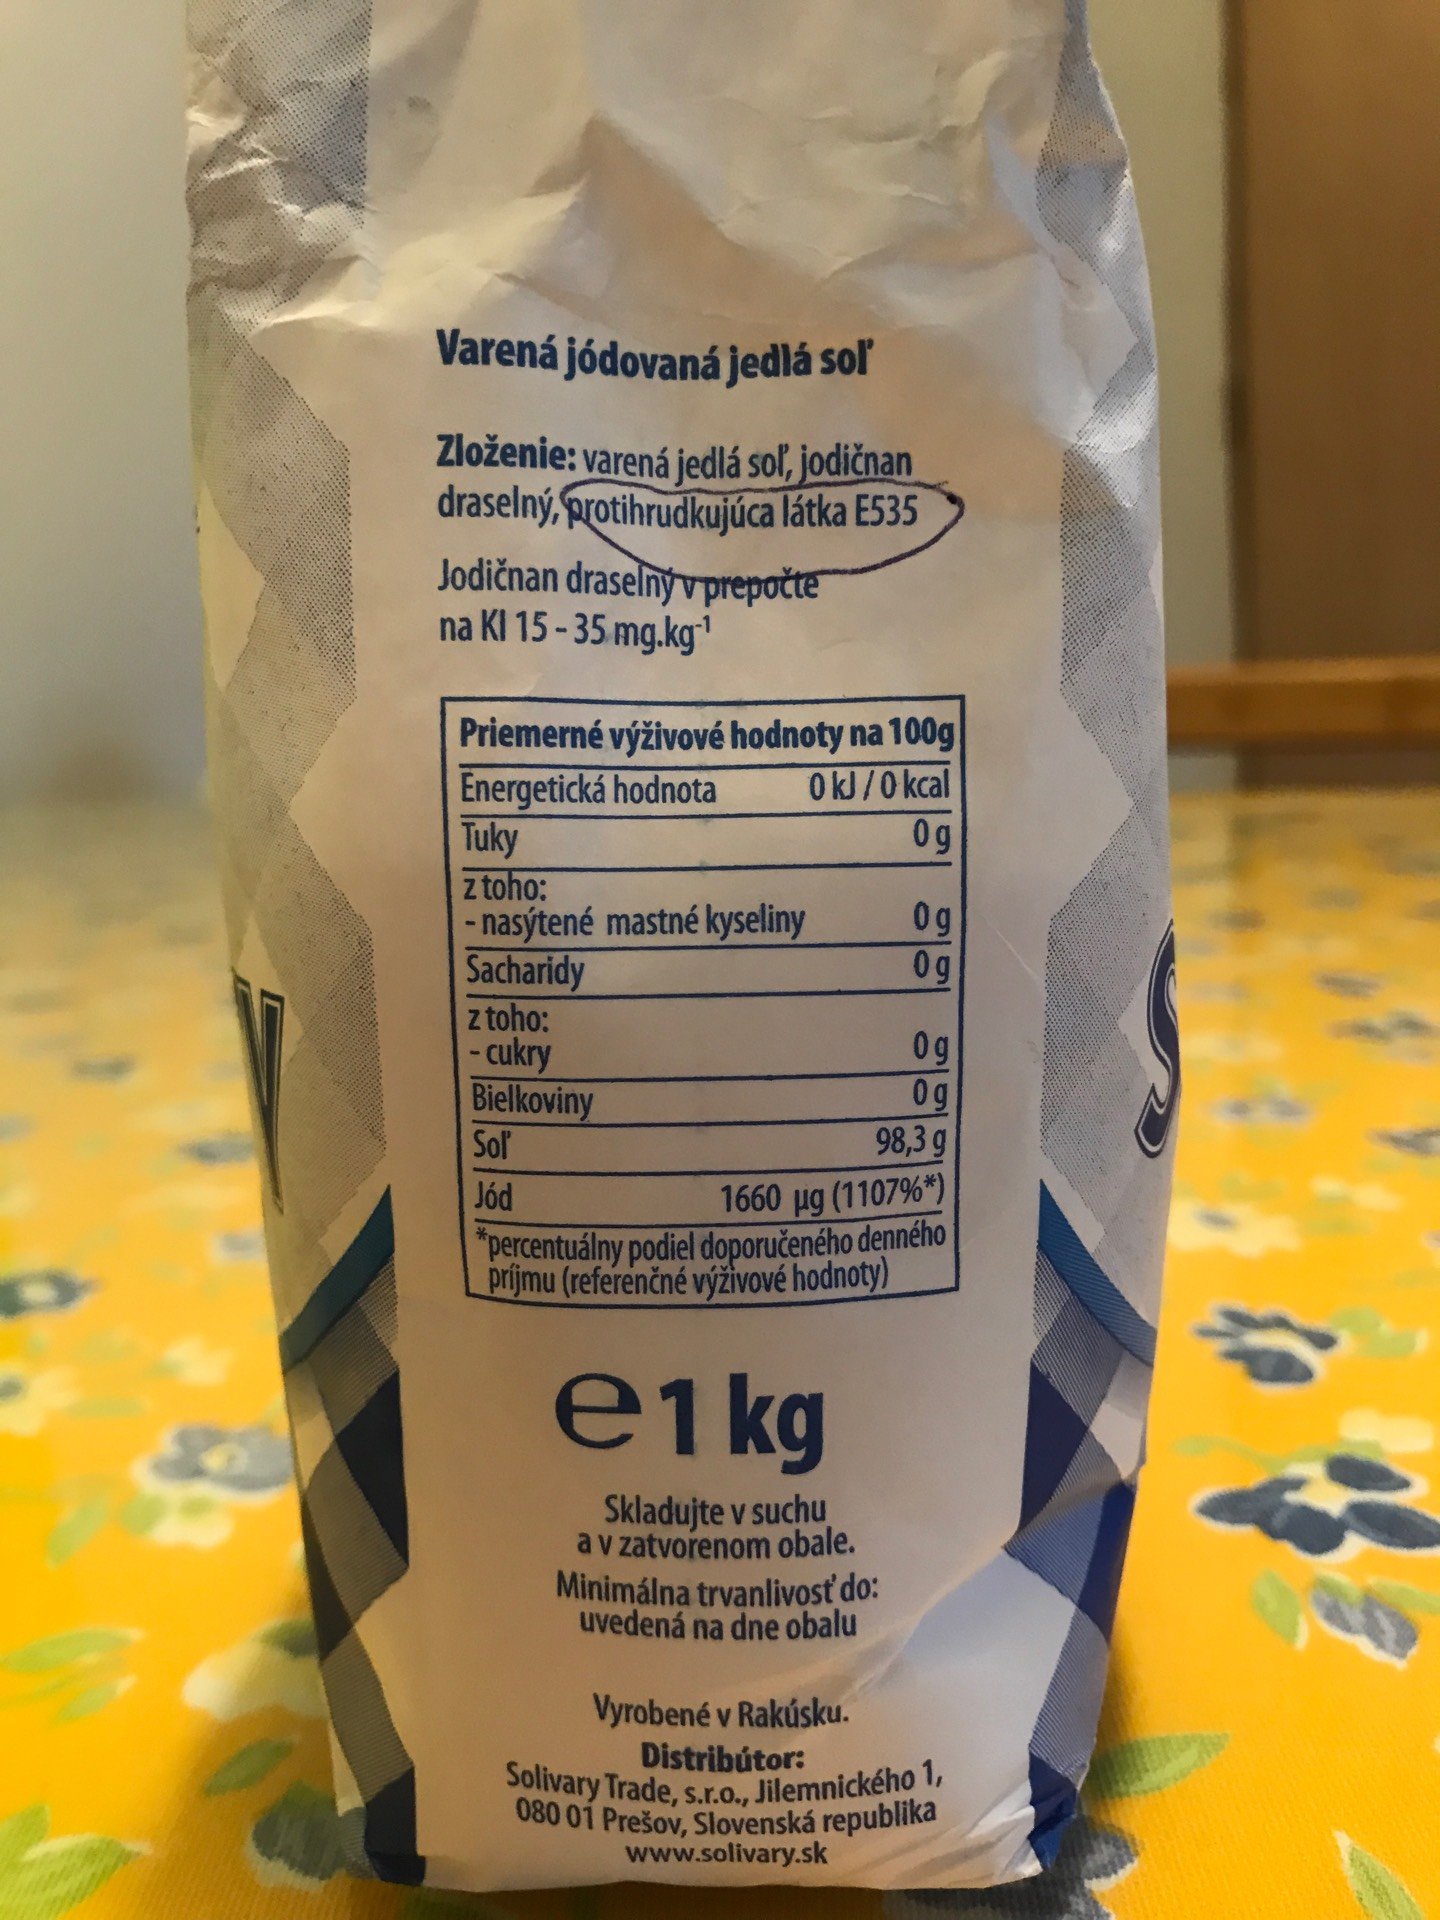 Varená jódovaná jedlá soľ
Zloženie: varená jedlá soľ, jodičnan
draselný, protihrudkujúca látka E535
Jodičnan draselný v prepočte
na KI 15 - 35 mg.kg⁻¹
Priemerné výživové hodnoty na 100g
Energetická hodnota 0 kJ / 0 kcal
Tuky 0 g
z toho:
- nasýtené mastné kyseliny 0 g
Sacharidy 0 g
z toho:
- cukry 0 g
Bielkoviny 0 g
Soľ 98,3 g
Jód 1660 µg (1107%*)
*percentuálny podiel doporučeného denného
príjmu (referenčné výživové hodnoty)
℮ 1 kg
Skladujte v suchu
a v zatvorenom obale.
Minimálna trvanlivosť do:
uvedená na dne obalu
Vyrobené v Rakúsku.
Distribútor:
Solivary Trade, s.r.o., Jilemnického 1,
080 01 Prešov, Slovenská republika
www.solivary.sk